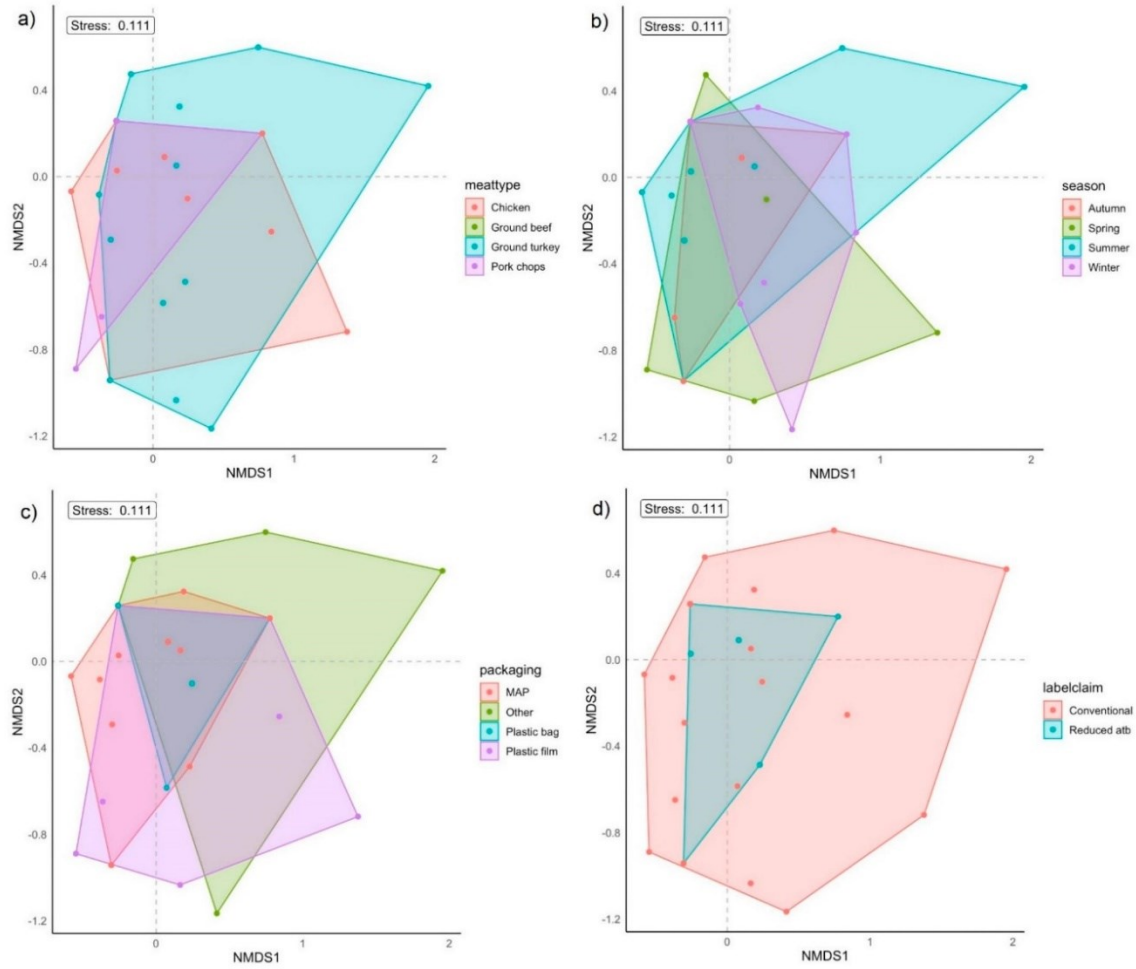 a)
Stress: 0.111
0.4
0.0
-0.4
-0.8
-1.2
NMDS2
0 1 2
NMDS1
meattype
Chicken
Ground beef
Ground turkey
Pork chops
b)
Stress: 0.111
0.4
0.0
-0.4
-0.8
-1.2
NMDS2
0 1 2
NMDS1
season
Autumn
Spring
Summer
Winter
c)
Stress: 0.111
0.4
0.0
-0.4
-0.8
-1.2
NMDS2
0 1 2
NMDS1
packaging
MAP
Other
Plastic bag
Plastic film
d)
Stress: 0.111
0.4
0.0
-0.4
-0.8
-1.2
NMDS2
0 1 2
NMDS1
labelclaim
Conventional
Reduced atb